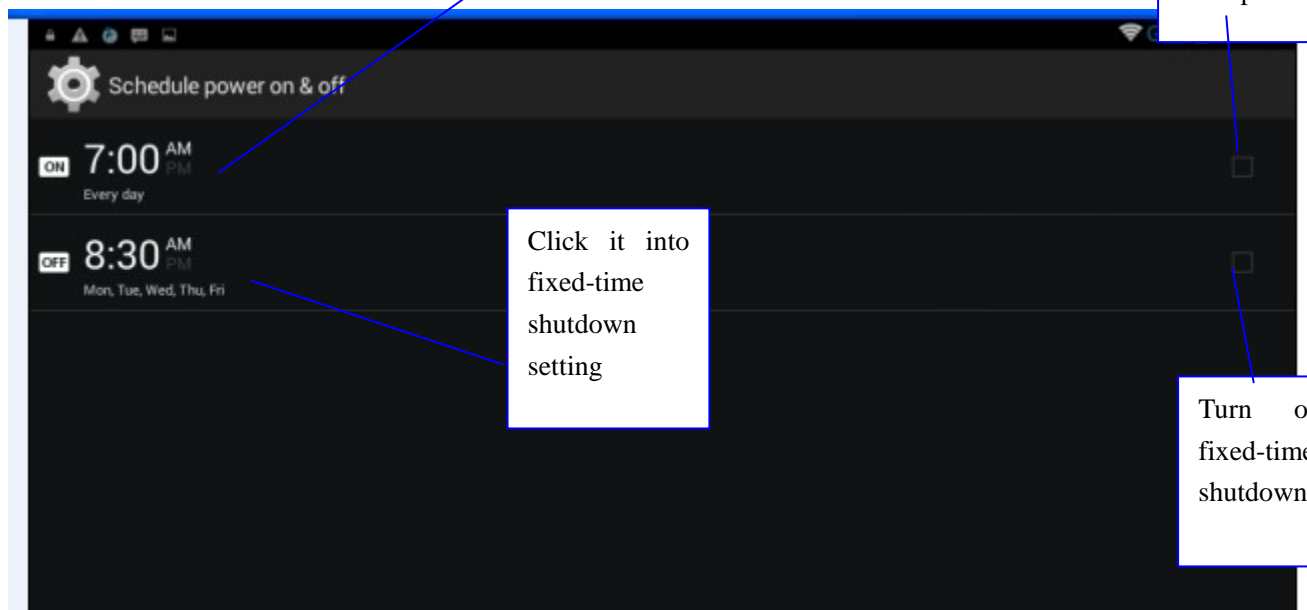 Schedule power on & off
ON 7:00 AM
PM
Every day
OFF 8:30 AM
PM
Mon, Tue, Wed, Thu, Fri
Click it into
fixed-time
shutdown
setting
Turn
fixed-time
shutdown